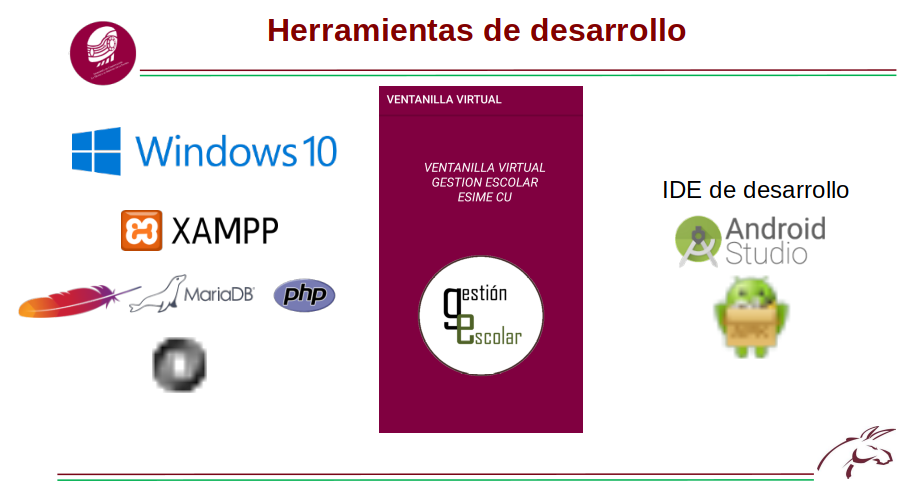 Herramientas de desarrollo
VENTANILLA VIRTUAL
VENTANILLA VIRTUAL
GESTION ESCOLAR
ESIME CU
gestión
Escolar
Windows 10
XAMPP
MariaDB
php
IDE de desarrollo
Android
Studio